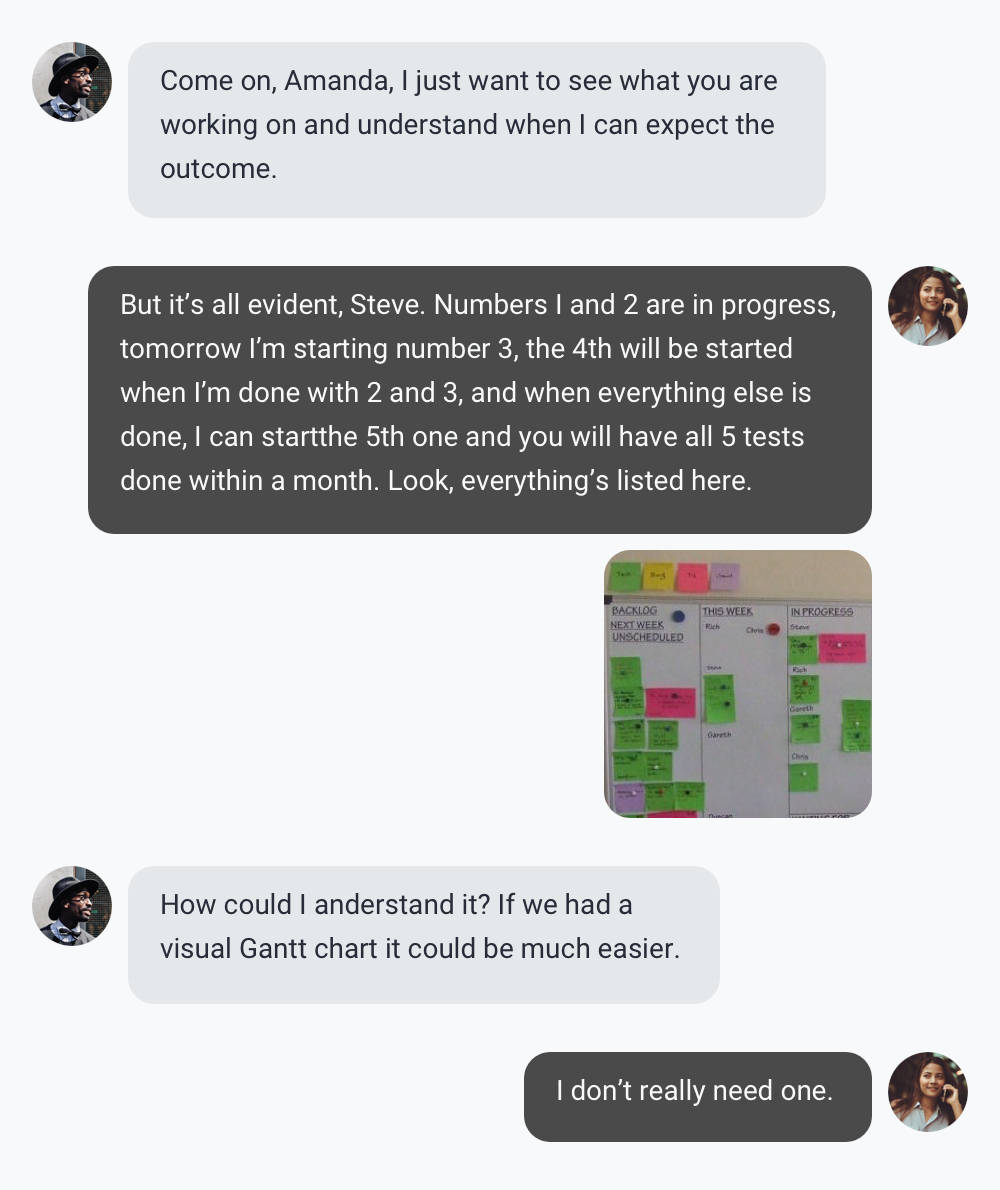 Come on, Amanda, I just want to see what you are
working on and understand when I can expect the
outcome.
But it’s all evident, Steve. Numbers I and 2 are in progress,
tomorrow I’m starting number 3, the 4th will be started
when I’m done with 2 and 3, and when everything else is
done, I can startthe 5th one and you will have all 5 tests
done within a month. Look, everything’s listed here.
BACKLOG
NEXT WEEK
UNSCHEDULED
THIS WEEK
Rich
Chris
Steve
Gareth
Duncan
IN PROGRESS
Steve
Rich
Gareth
Chris
How could I anderstand it? If we had a
visual Gantt chart it could be much easier.
I don’t really need one.